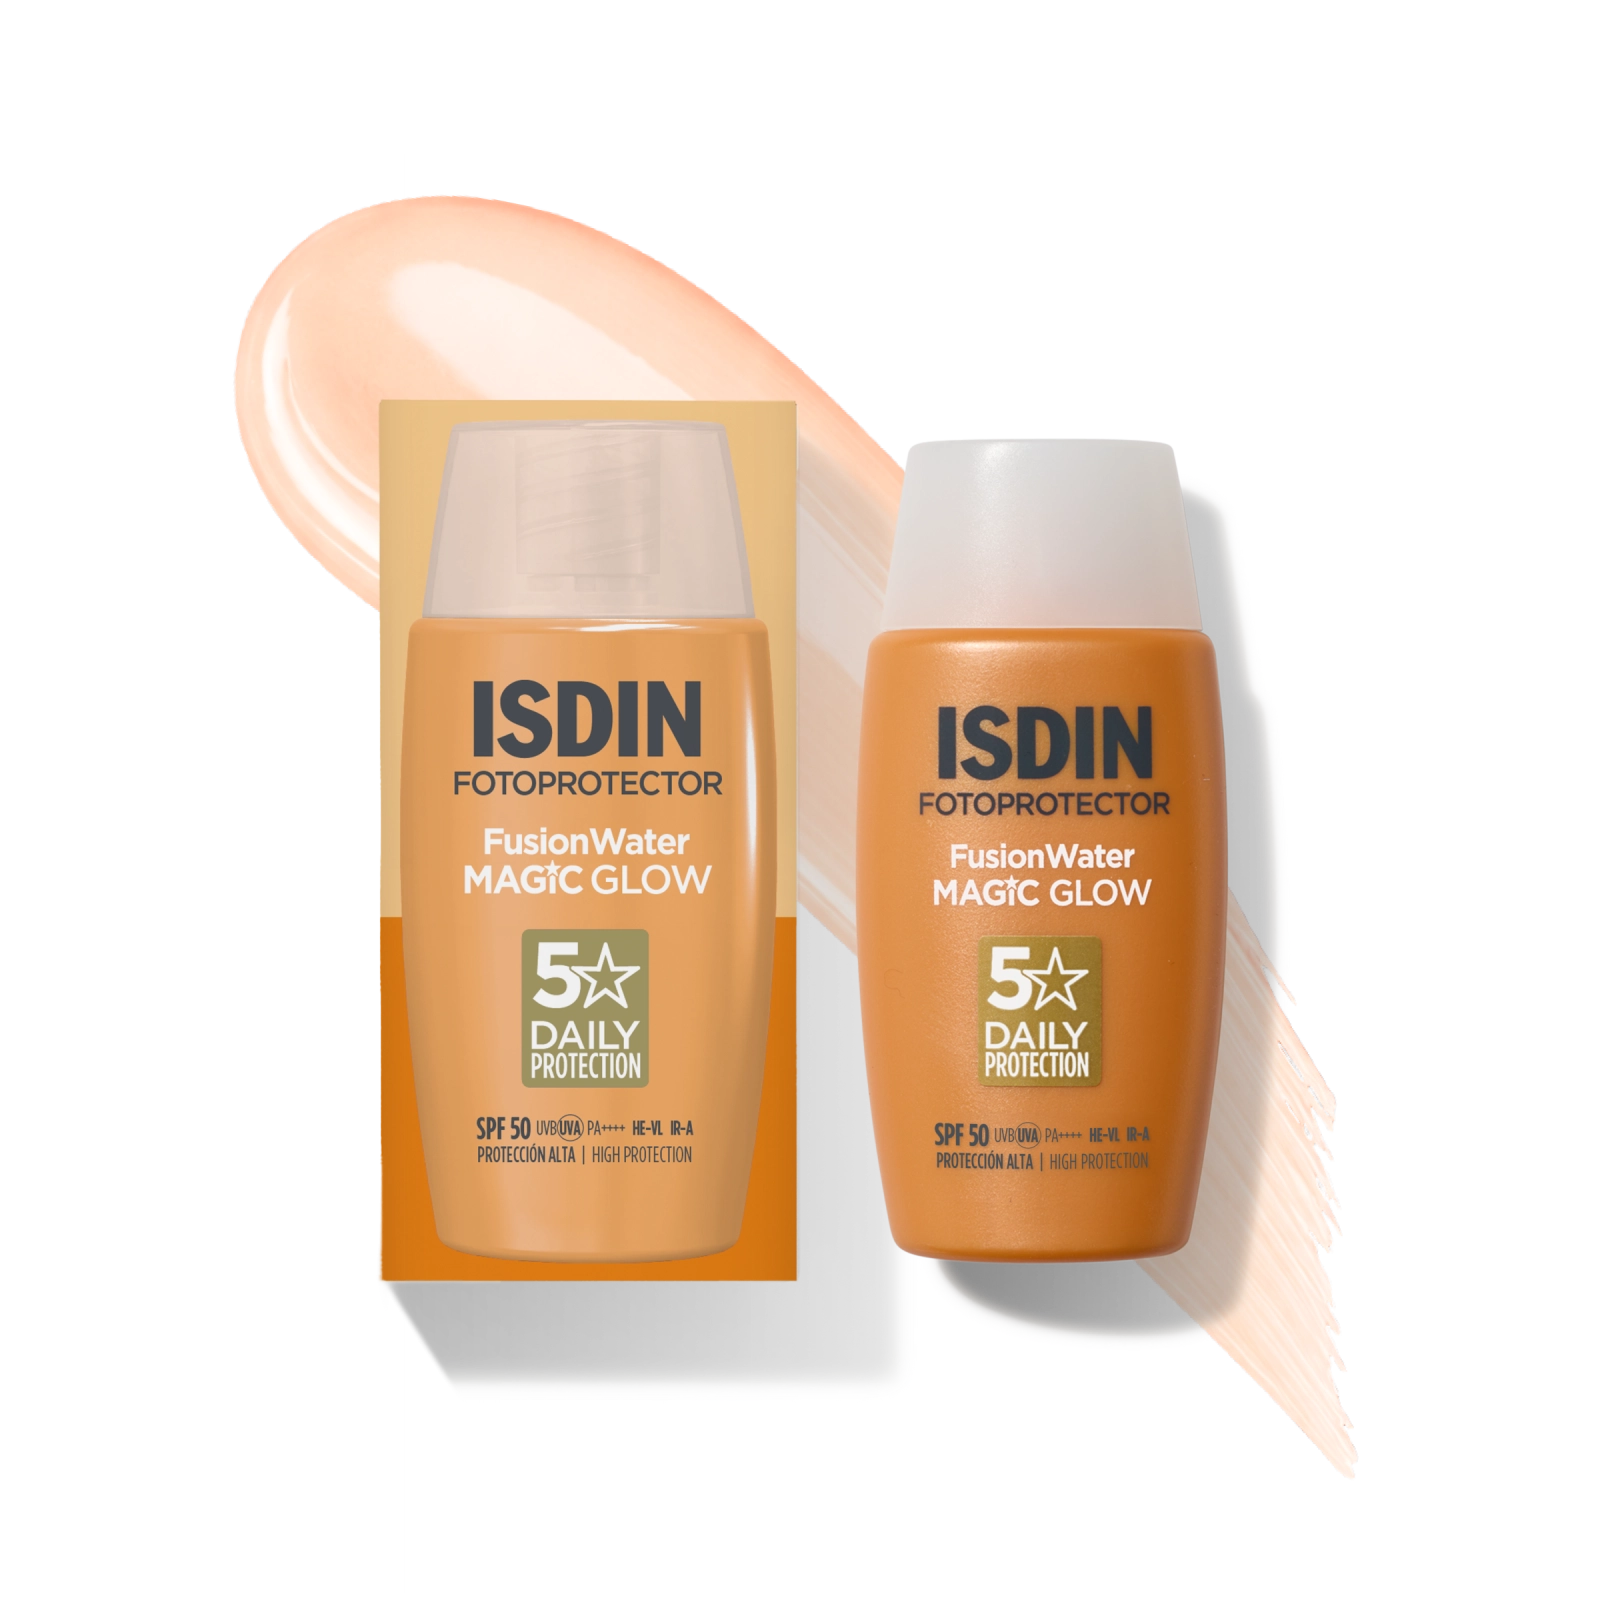 ISDIN
FOTOPROTECTOR
FusionWater
MAGIC GLOW
5☆
DAILY
PROTECTION
SPF 50 UVB UVA PA++++ HE-VL IR-A
PROTECCIÓN ALTA | HIGH PROTECTION
ISDIN
FOTOPROTECTOR
FusionWater
MAGIC GLOW
5☆
DAILY
PROTECTION
SPF 50 UVB UVA PA++++ HE-VL IR-A
PROTECCIÓN ALTA | HIGH PROTECTION